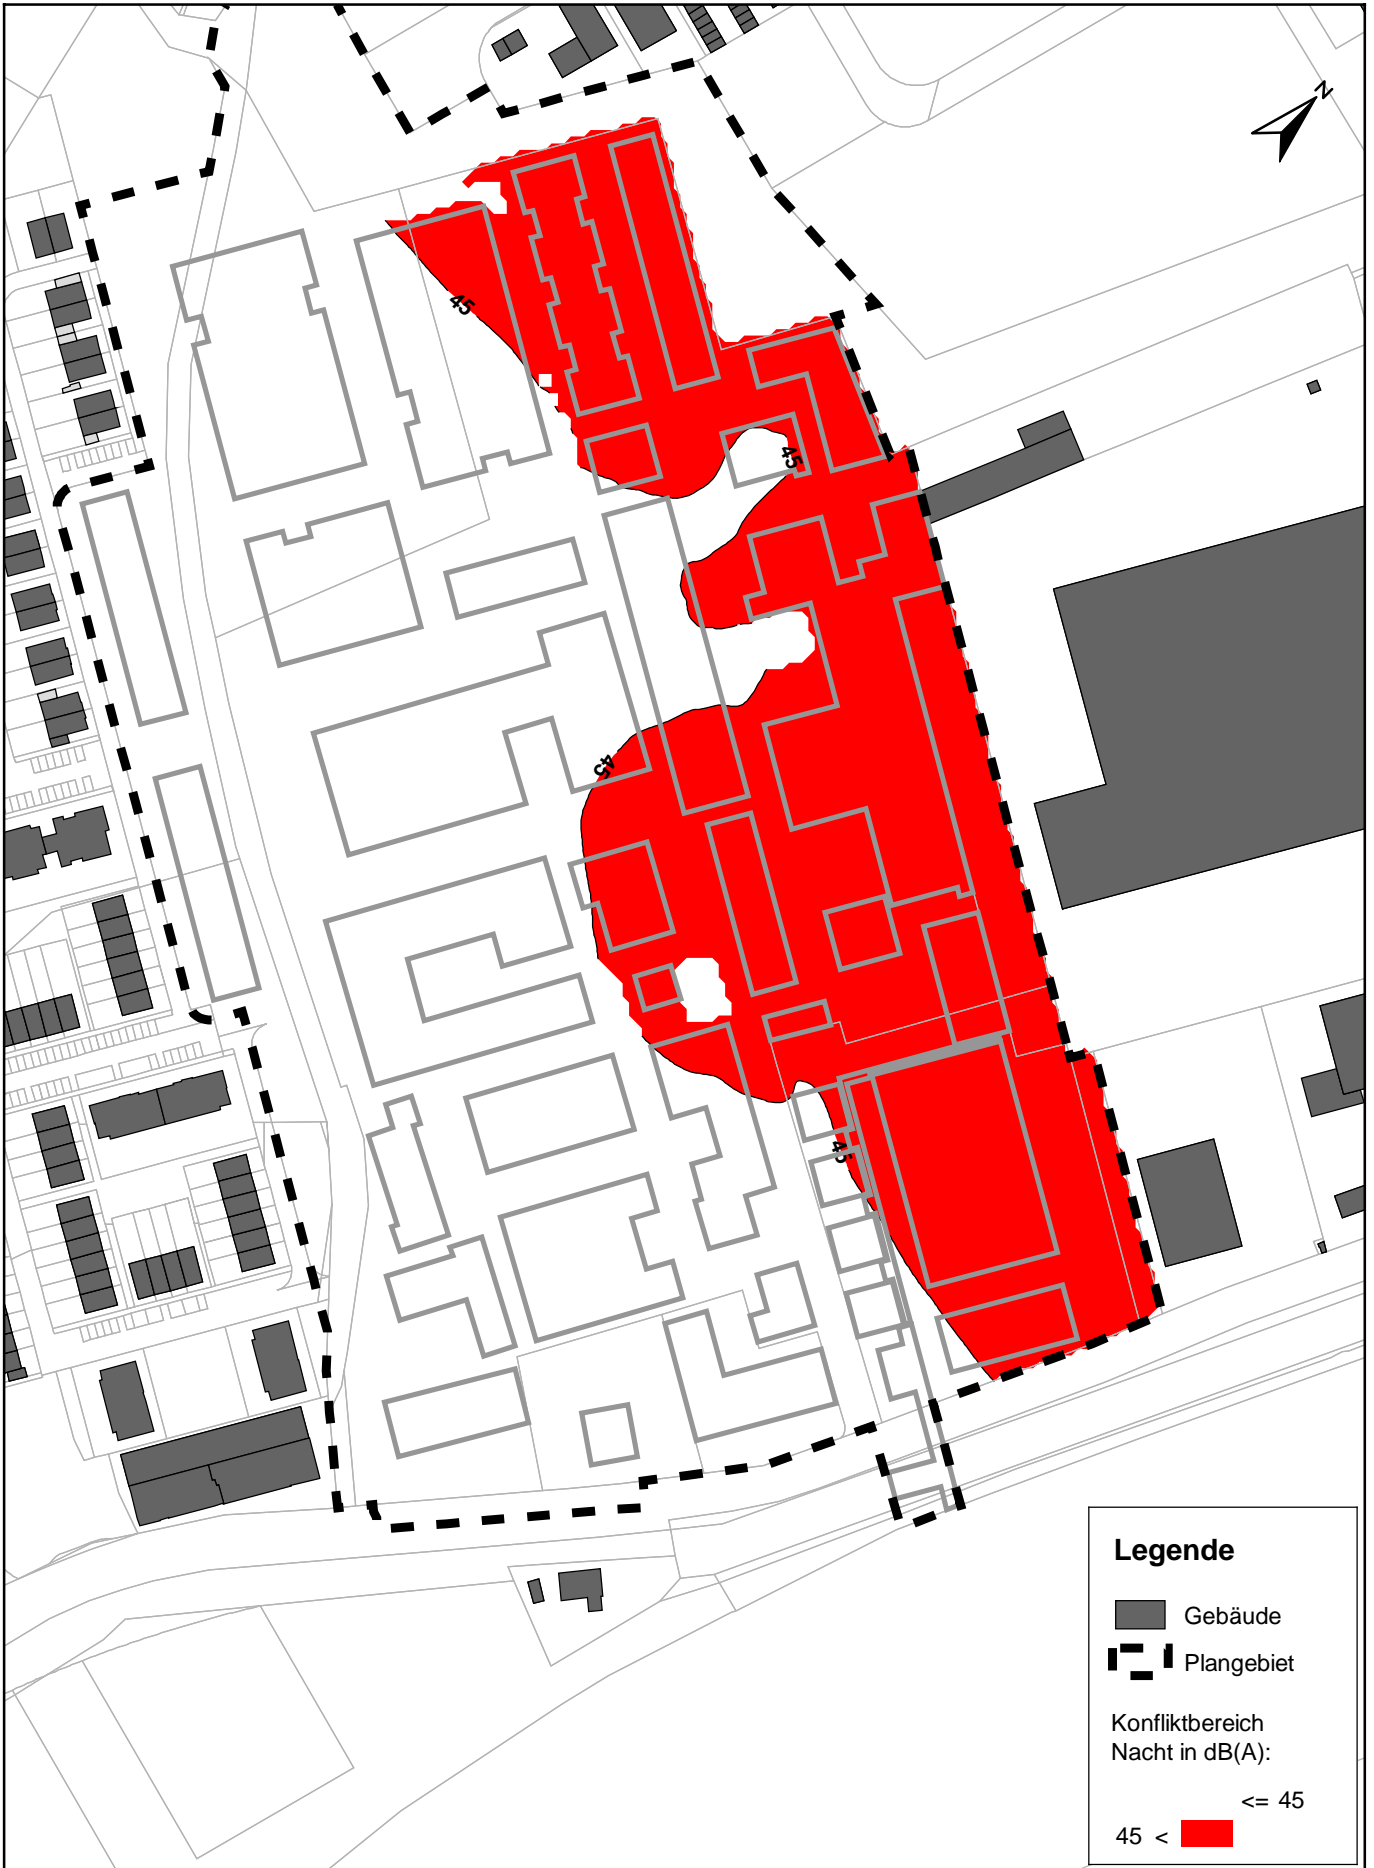 N
45
45
45
45
Legende
Gebäude
Plangebiet
Konfliktbereich
Nacht in dB(A):
<= 45
45 <